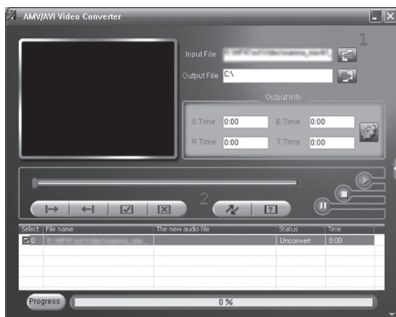 AMV/AVI Video Converter
1
Input File
Output File C:\
Output Info
S.Time 0:00 E.Time 0:00
R.Time 0:00 T.Time 0:00
2
Select File name The new audio file Status Time
0 Unconvert 0:00
Progress 0 %